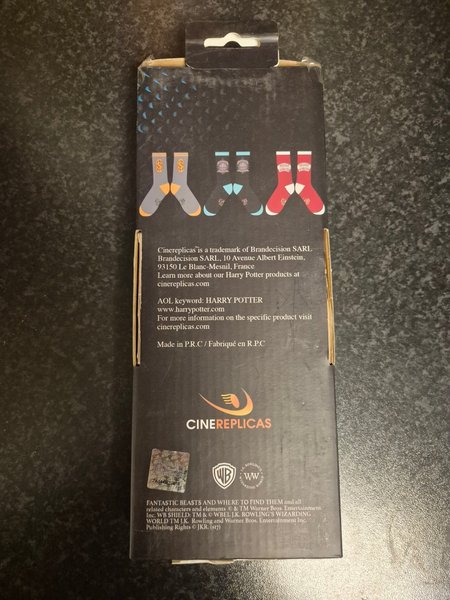 Cinereplicas™ is a trademark of Brandecision SARL
Brandecision SARL, 10 Avenue Albert Einstein,
93150 Le Blanc-Mesnil, France
Learn more about our Harry Potter products at
cinereplicas.com
AOL keyword: HARRY POTTER
www.harrypotter.com
For more information on the specific product visit
cinereplicas.com
Made in P.R.C / Fabriqué en R.P.C
CINEREPLICAS
WB
WW
FANTASTIC BEASTS AND WHERE TO FIND THEM and all
related characters and elements © & TM Warner Bros. Entertainment
Inc. WB SHIELD: TM & © WBEI. J.K. ROWLING'S WIZARDING
WORLD TM J.K. Rowling and Warner Bros. Entertainment Inc.
Publishing Rights © JKR. (s17)